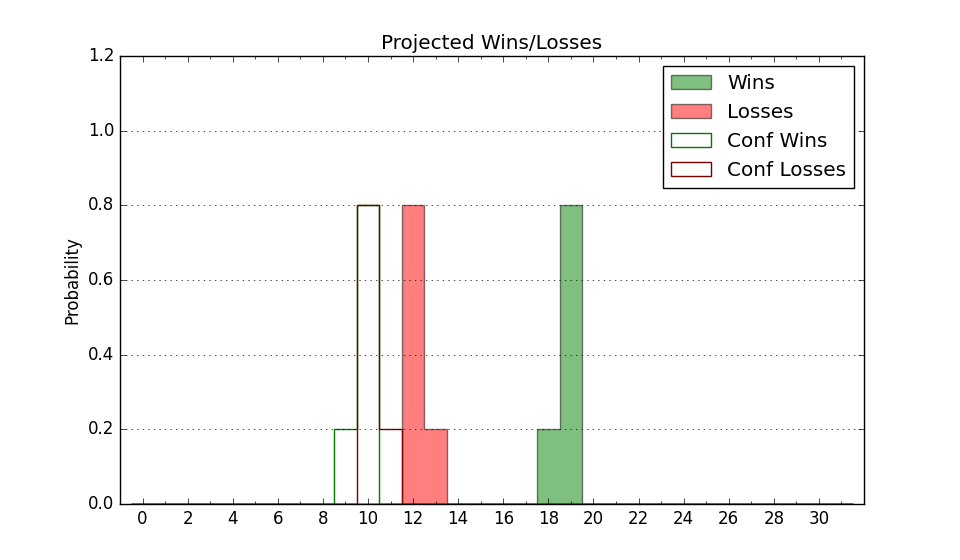 Projected Wins/Losses
1.2
1.0
0.8
0.6
0.4
0.2
0.0
Probability
Wins
Losses
Conf Wins
Conf Losses
0 2 4 6 8 10 12 14 16 18 20 22 24 26 28 30